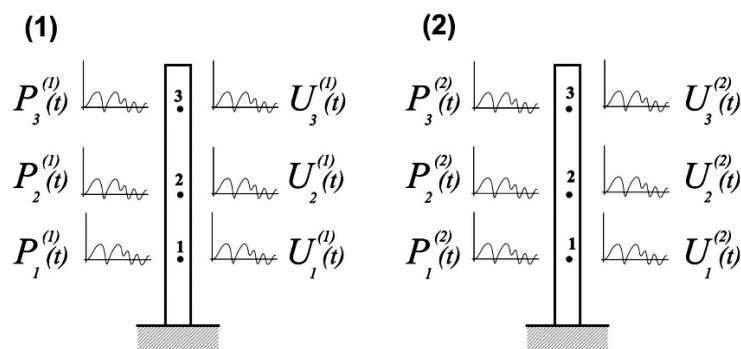 (1) (2)
P₃⁽¹⁾(t) 3 U₃⁽¹⁾(t) P₃⁽²⁾(t) 3 U₃⁽²⁾(t)
P₂⁽¹⁾(t) 2 U₂⁽¹⁾(t) P₂⁽²⁾(t) 2 U₂⁽²⁾(t)
P₁⁽¹⁾(t) 1 U₁⁽¹⁾(t) P₁⁽²⁾(t) 1 U₁⁽²⁾(t)